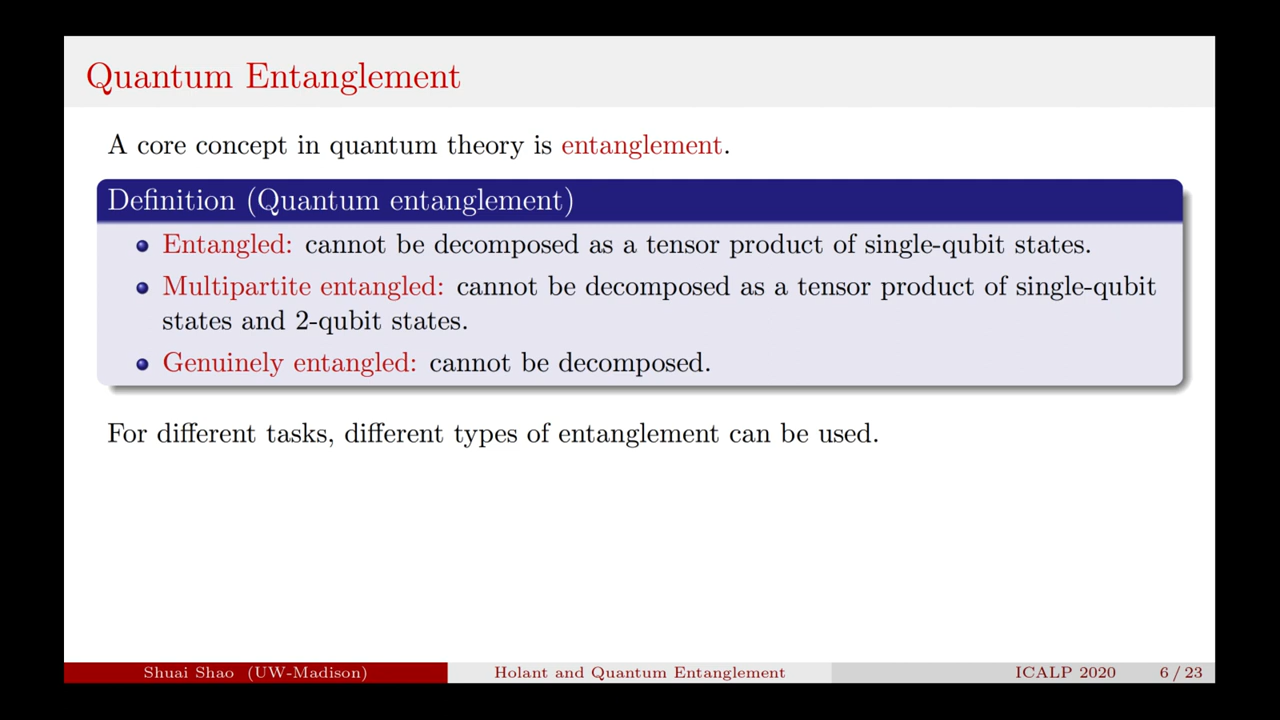 Quantum Entanglement
A core concept in quantum theory is entanglement.
Definition (Quantum entanglement)
Entangled: cannot be decomposed as a tensor product of single-qubit states.
Multipartite entangled: cannot be decomposed as a tensor product of single-qubit
states and 2-qubit states.
Genuinely entangled: cannot be decomposed.
For different tasks, different types of entanglement can be used.
Shuai Shao (UW-Madison) Holant and Quantum Entanglement ICALP 2020 6 / 23